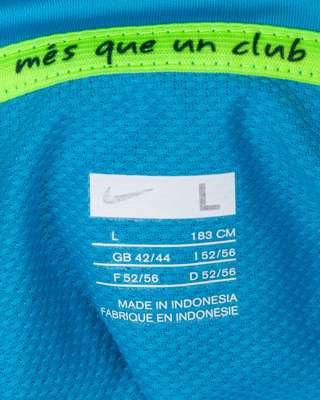 més que un club
L
L 183 CM
GB 42/44 I 52/56
F 52/56 D 52/56
MADE IN INDONESIA
FABRIQUE EN INDONESIE